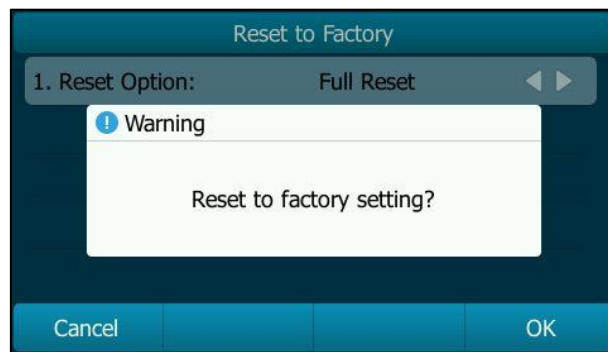 Reset to Factory
1. Reset Option: Full Reset
Warning
Reset to factory setting?
Cancel OK